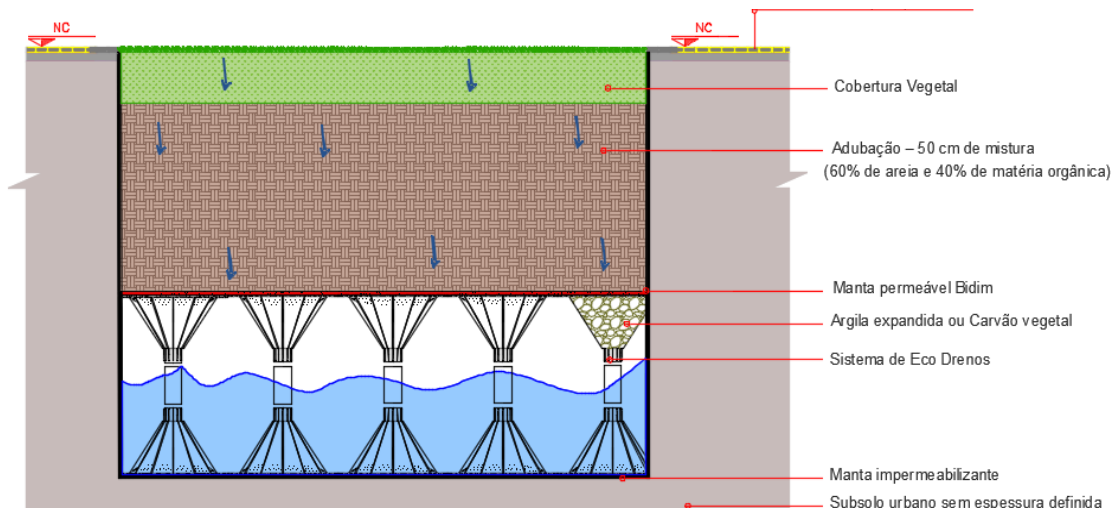 NC
NC
Cobertura Vegetal
Adubação – 50 cm de mistura
(60% de areia e 40% de matéria orgânica)
Manta permeável Bidim
Argila expandida ou Carvão vegetal
Sistema de Eco Drenos
Manta impermeabilizante
Subsolo urbano sem espessura definida